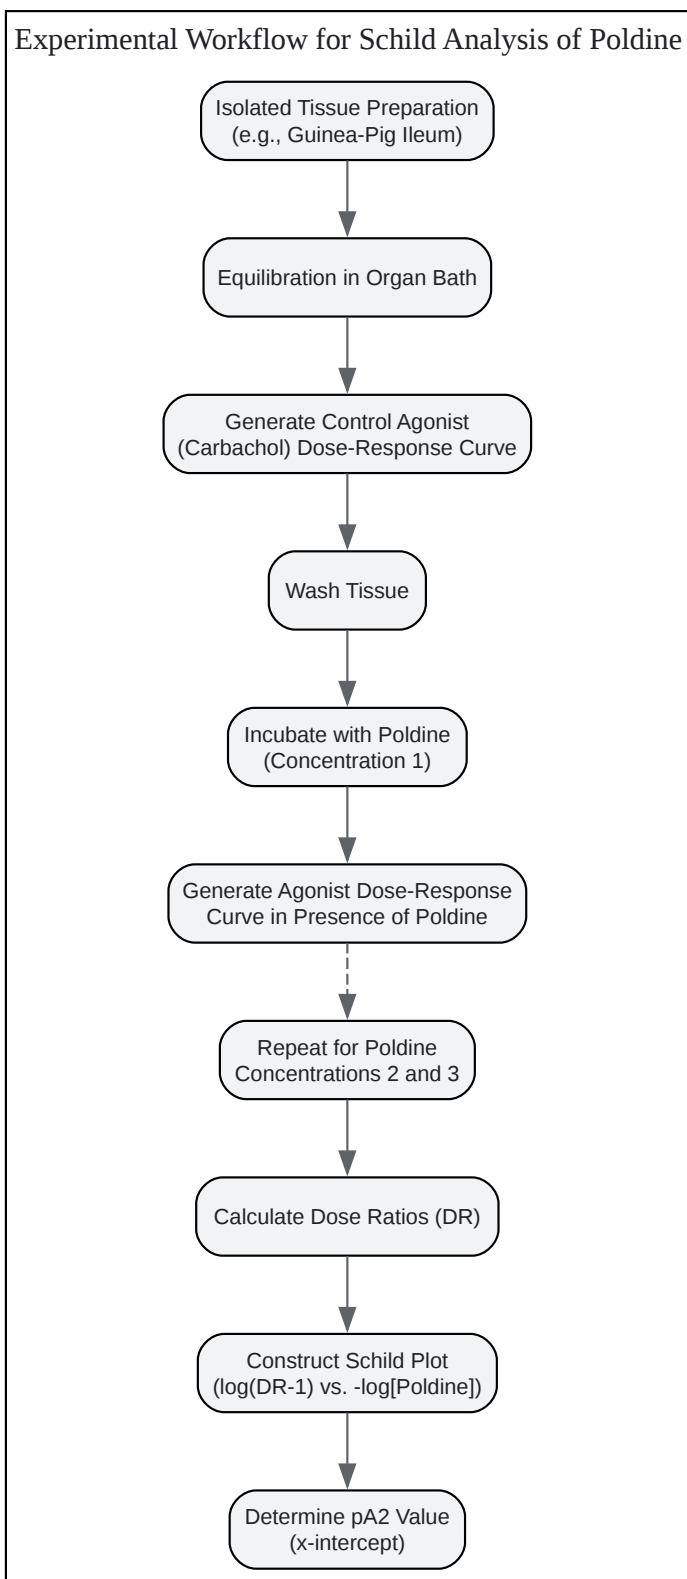 Experimental Workflow for Schild Analysis of Poldine
Isolated Tissue Preparation
(e.g., Guinea-Pig Ileum)
Equilibration in Organ Bath
Generate Control Agonist
(Carbachol) Dose-Response Curve
Wash Tissue
Incubate with Poldine
(Concentration 1)
Generate Agonist Dose-Response
Curve in Presence of Poldine
Repeat for Poldine
Concentrations 2 and 3
Calculate Dose Ratios (DR)
Construct Schild Plot
(log(DR-1) vs. -log[Poldine])
Determine pA2 Value
(x-intercept)